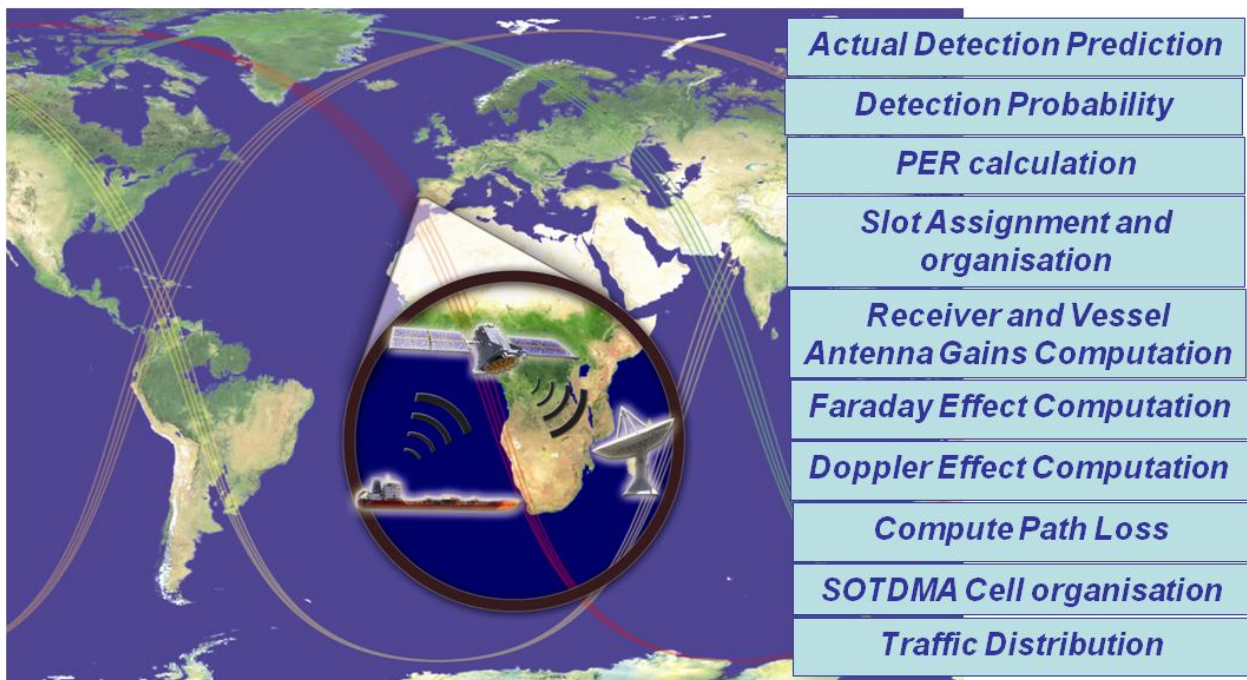 Actual Detection Prediction
Detection Probability
PER calculation
Slot Assignment and
organisation
Receiver and Vessel
Antenna Gains Computation
Faraday Effect Computation
Doppler Effect Computation
Compute Path Loss
SOTDMA Cell organisation
Traffic Distribution